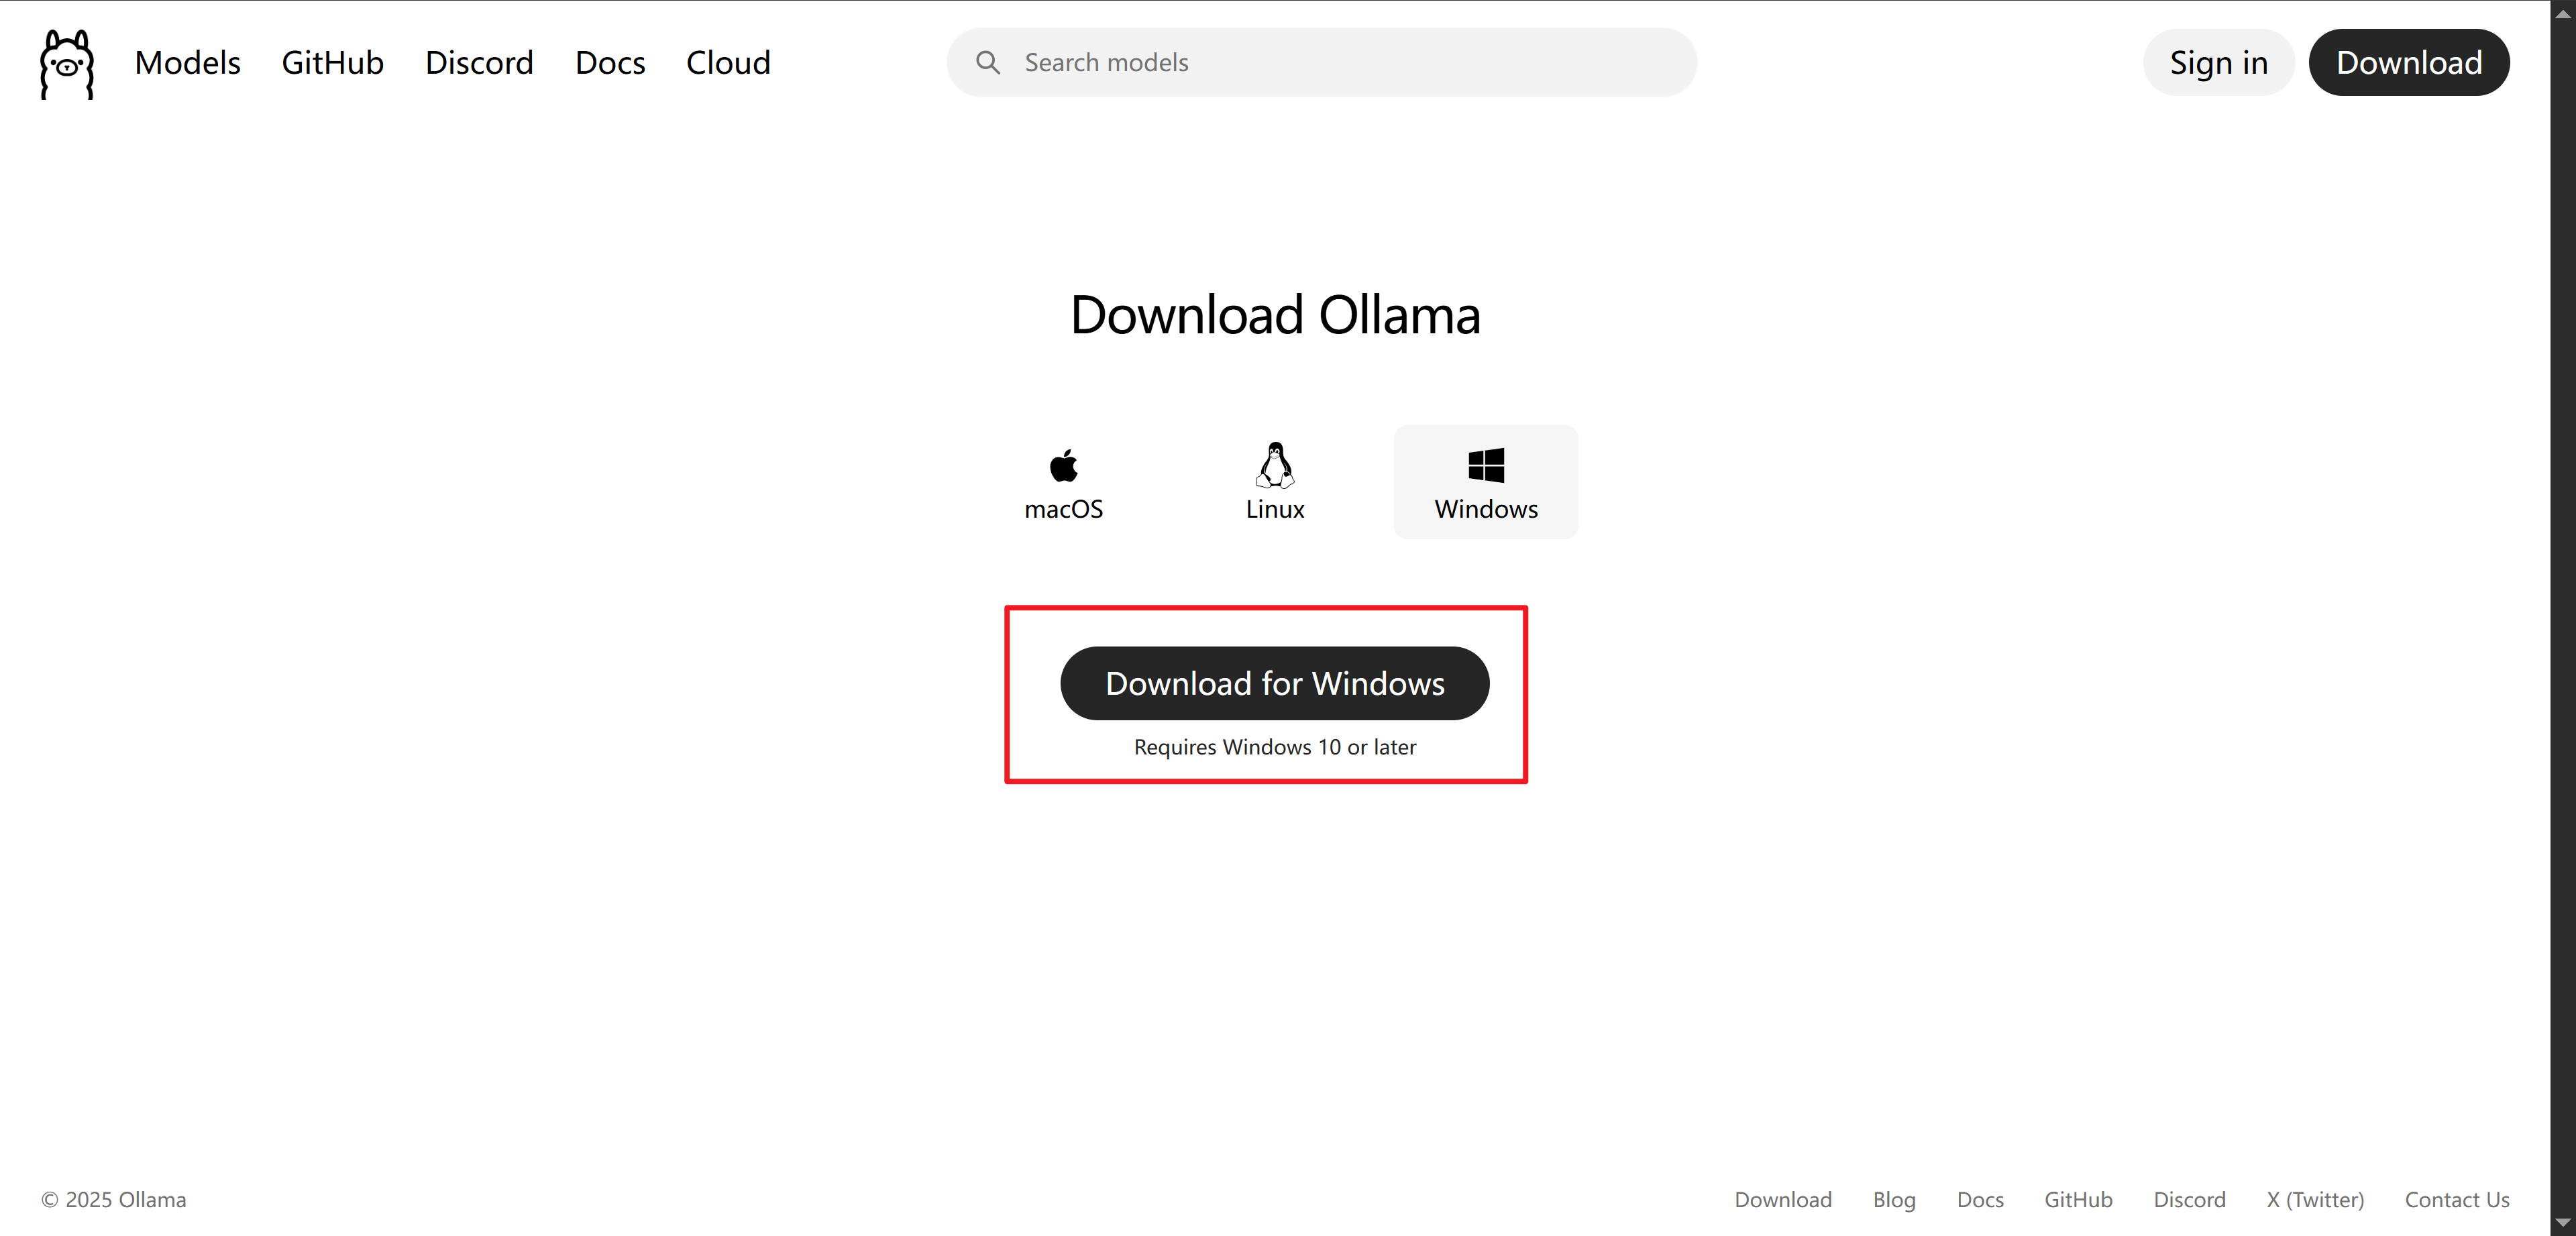 Models GitHub Discord Docs Cloud Search models Sign in Download
Download Ollama
macOS Linux Windows
Download for Windows
Requires Windows 10 or later
© 2025 Ollama Download Blog Docs GitHub Discord X (Twitter) Contact Us